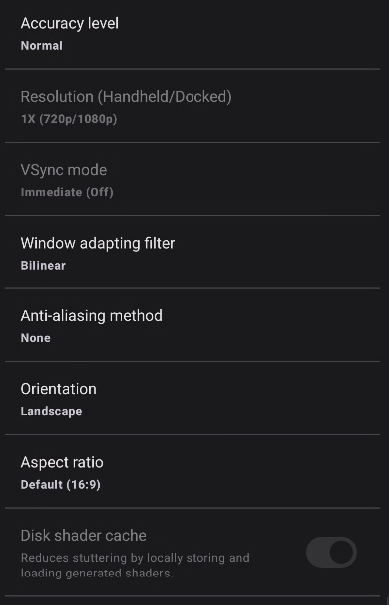 Accuracy level
Normal
Resolution (Handheld/Docked)
1X (720p/1080p)
VSync mode
Immediate (Off)
Window adapting filter
Bilinear
Anti-aliasing method
None
Orientation
Landscape
Aspect ratio
Default (16:9)
Disk shader cache
Reduces stuttering by locally storing and
loading generated shaders.